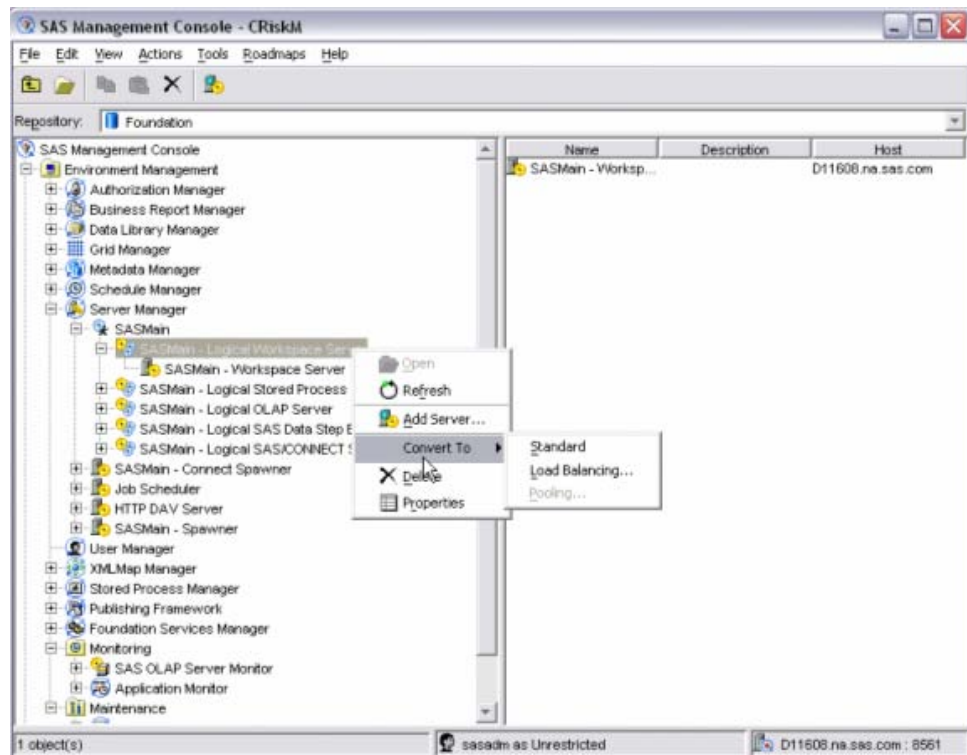 SAS Management Console - CRiskM
File Edit View Actions Tools Roadmaps Help
Repository: Foundation
SAS Management Console
Environment Management
Authorization Manager
Business Report Manager
Data Library Manager
Grid Manager
Metadata Manager
Schedule Manager
Server Manager
SASMain
SASMain - Logical Workspace Ser
SASMain - Workspace Server
SASMain - Logical Stored Process
SASMain - Logical OLAP Server
SASMain - Logical SAS Data Step B
SASMain - Logical SAS/CONNECT S
SASMain - Connect Spawner
Job Scheduler
HTTP DAV Server
SASMain - Spawner
User Manager
XMLMap Manager
Stored Process Manager
Publishing Framework
Foundation Services Manager
Monitoring
SAS OLAP Server Monitor
Application Monitor
Maintenance
Open
Refresh
Add Server...
Convert To
Delete
Properties
Standard
Load Balancing...
Pooling...
Name Description Host
SASMain - Worksp... D11608.na.sas.com
1 object(s) sasadm as Unrestricted D11608.na.sas.com : 8561